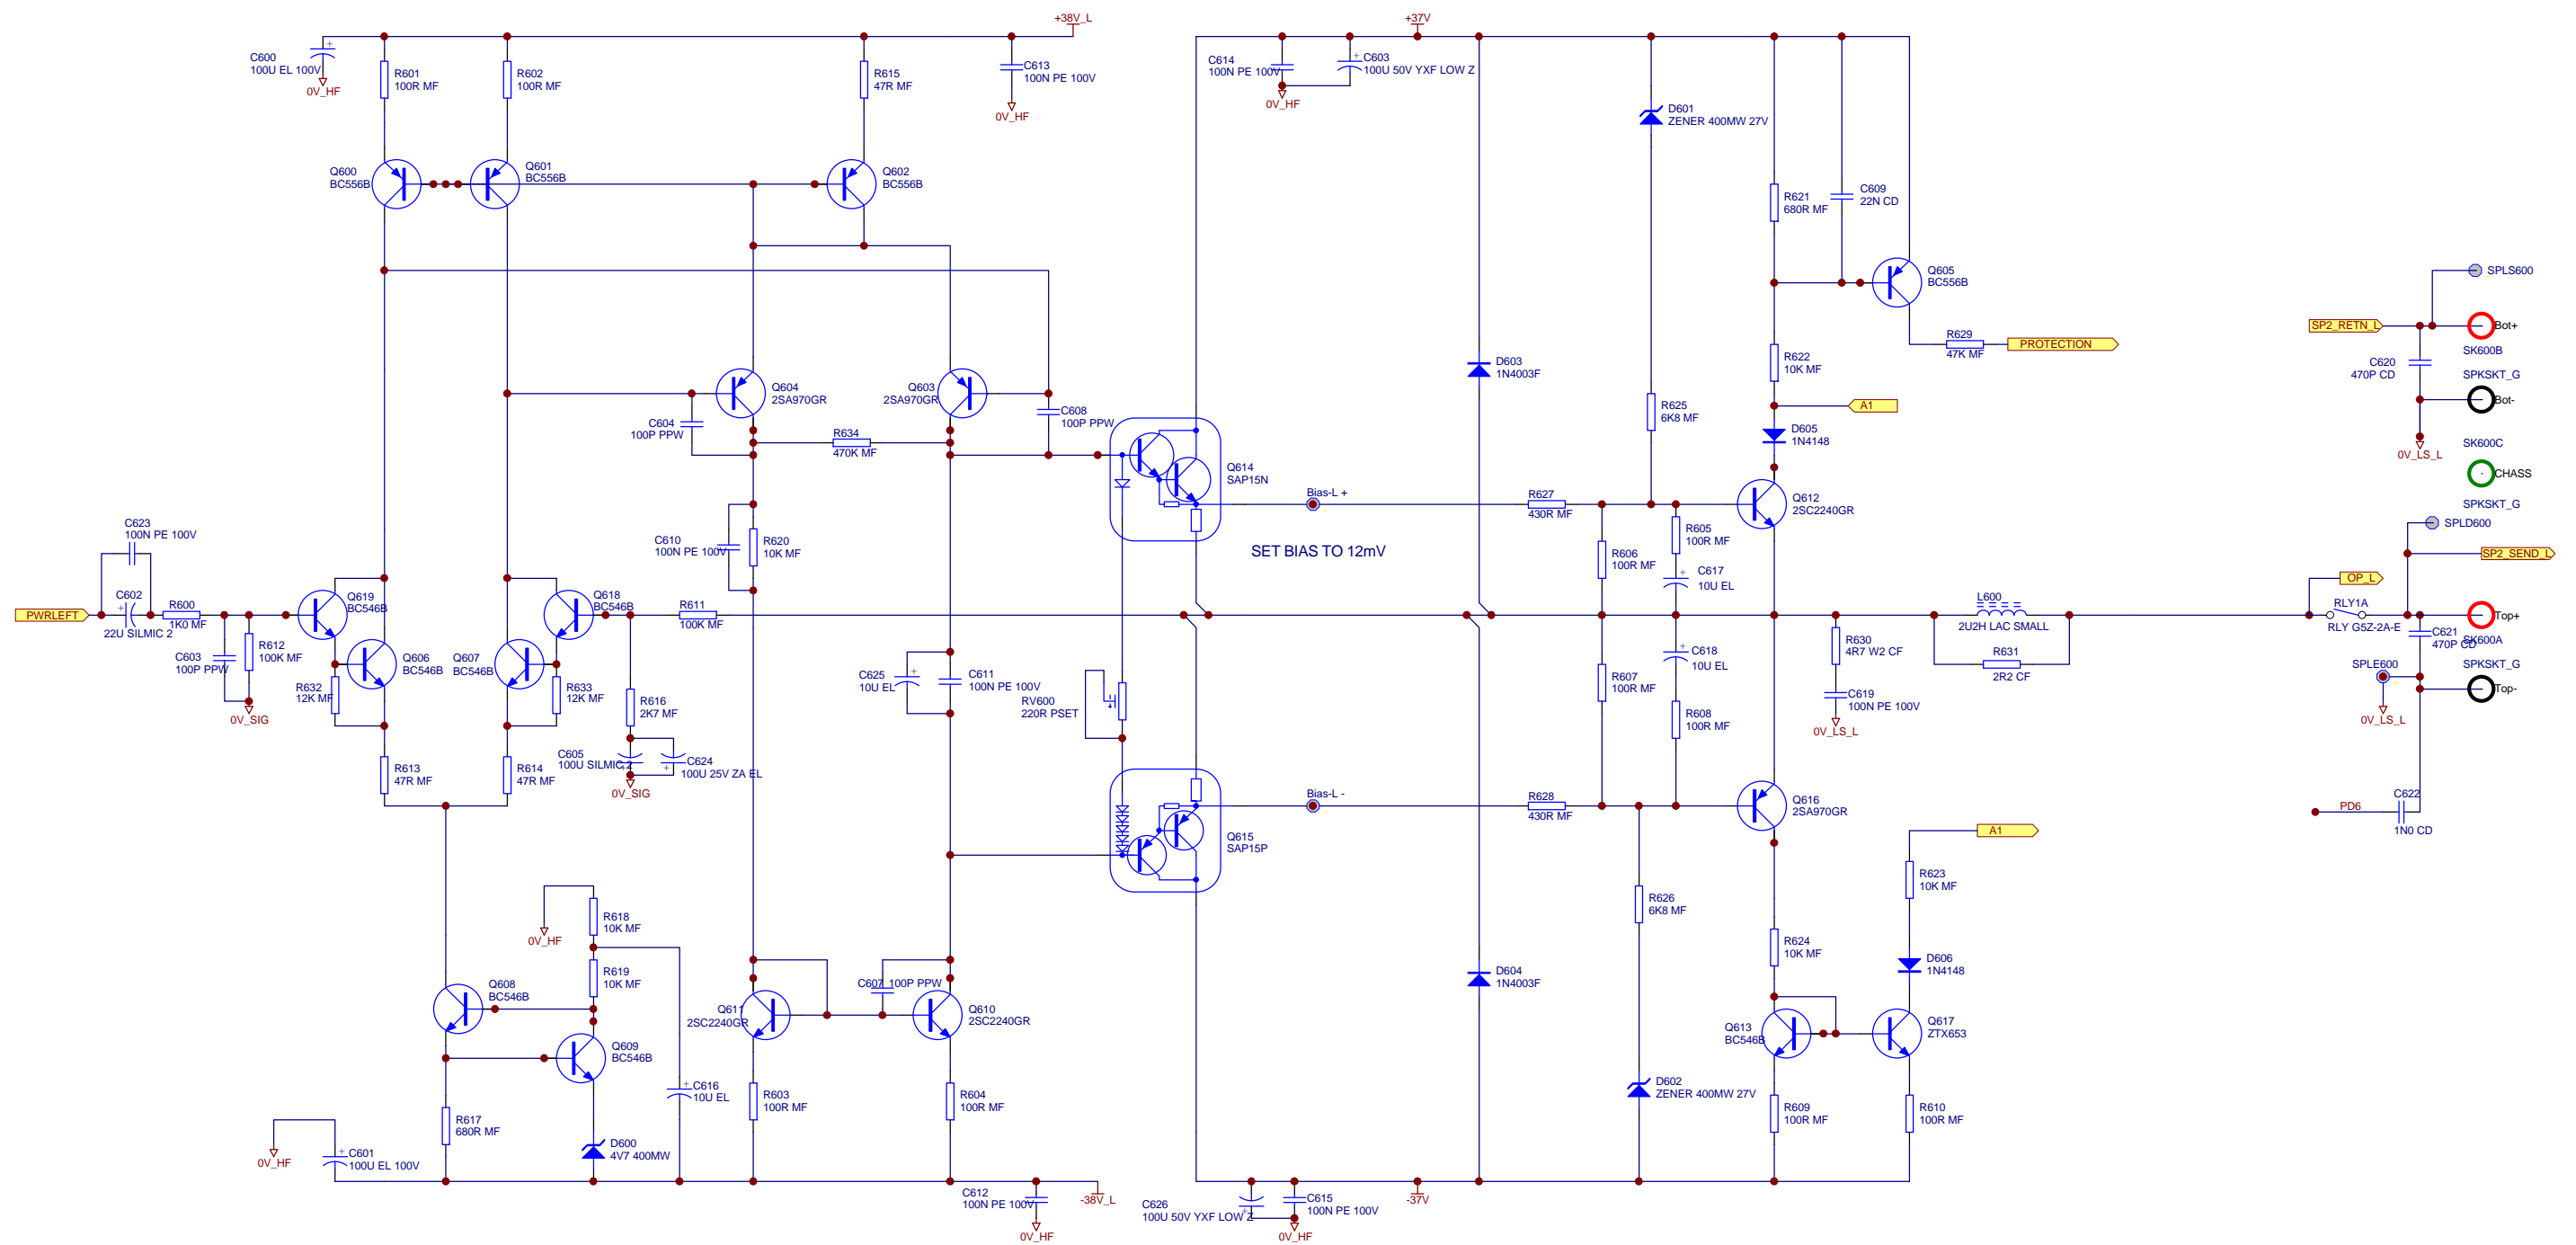 +38V_L
+37V
C600
100U EL 100V
0V_HF
R601
100R MF
R602
100R MF
R615
47R MF
C613
100N PE 100V
0V_HF
C614
100N PE 100V
0V_HF
C603
100U 50V YXF LOW Z
D601
ZENER 400MW 27V
Q600
BC556B
Q601
BC556B
Q602
BC556B
R621
680R MF
C609
22N CD
Q605
BC556B
R629
47K MF
PROTECTION
SPLS600
SP2_RETN_L
Bot+
SK600B
C620
470P CD
SPKSKT_G
Bot-
0V_LS_L
SK600C
CHASS
SPKSKT_G
D603
1N4003F
R622
10K MF
A1
D605
1N4148
R625
6K8 MF
Q604
2SA970GR
Q603
2SA970GR
C604
100P PPW
R634
470K MF
C608
100P PPW
Q614
SAP15N
Bias-L +
R627
430R MF
Q612
2SC2240GR
SPLD600
SP2_SEND_L
C610
100N PE 100V
R620
10K MF
SET BIAS TO 12mV
R606
100R MF
R605
100R MF
C617
10U EL
OP_L
C623
100N PE 100V
PWRLEFT
C602
22U SILMIC 2
R600
1K0 MF
C603
100P PPW
R612
100K MF
0V_SIG
Q619
BC546B
Q606
BC546B
R632
12K MF
Q618
BC546B
Q607
BC546B
R633
12K MF
R611
100K MF
R616
2K7 MF
C605
100U SILMIC 2
C624
100U 25V ZA EL
0V_SIG
R613
47R MF
R614
47R MF
C625
10U EL
C611
100N PE 100V
RV600
220R PSET
R607
100R MF
C618
10U EL
R608
100R MF
R630
4R7 W2 CF
C619
100N PE 100V
0V_LS_L
L600
2U2H LAC SMALL
R631
2R2 CF
RLY1A
RLY G5Z-2A-E
Top+
C621
470P CD
SK600A
SPLE600
SPKSKT_G
Top-
0V_LS_L
C622
1N0 CD
PD6
Q615
SAP15P
Bias-L -
R628
430R MF
Q616
2SA970GR
A1
R623
10K MF
R626
6K8 MF
R618
10K MF
0V_HF
R619
10K MF
Q608
BC546B
Q609
BC546B
C607 100P PPW
Q611
2SC2240GR
Q610
2SC2240GR
D604
1N4003F
R624
10K MF
D606
1N4148
Q613
BC546B
Q617
ZTX653
D602
ZENER 400MW 27V
R617
680R MF
D600
4V7 400MW
C616
10U EL
R603
100R MF
R604
100R MF
R609
100R MF
R610
100R MF
0V_HF
C601
100U EL 100V
C612
100N PE 100V
0V_HF
-38V_L
C626
100U 50V YXF LOW Z
C615
100N PE 100V
0V_HF
-37V